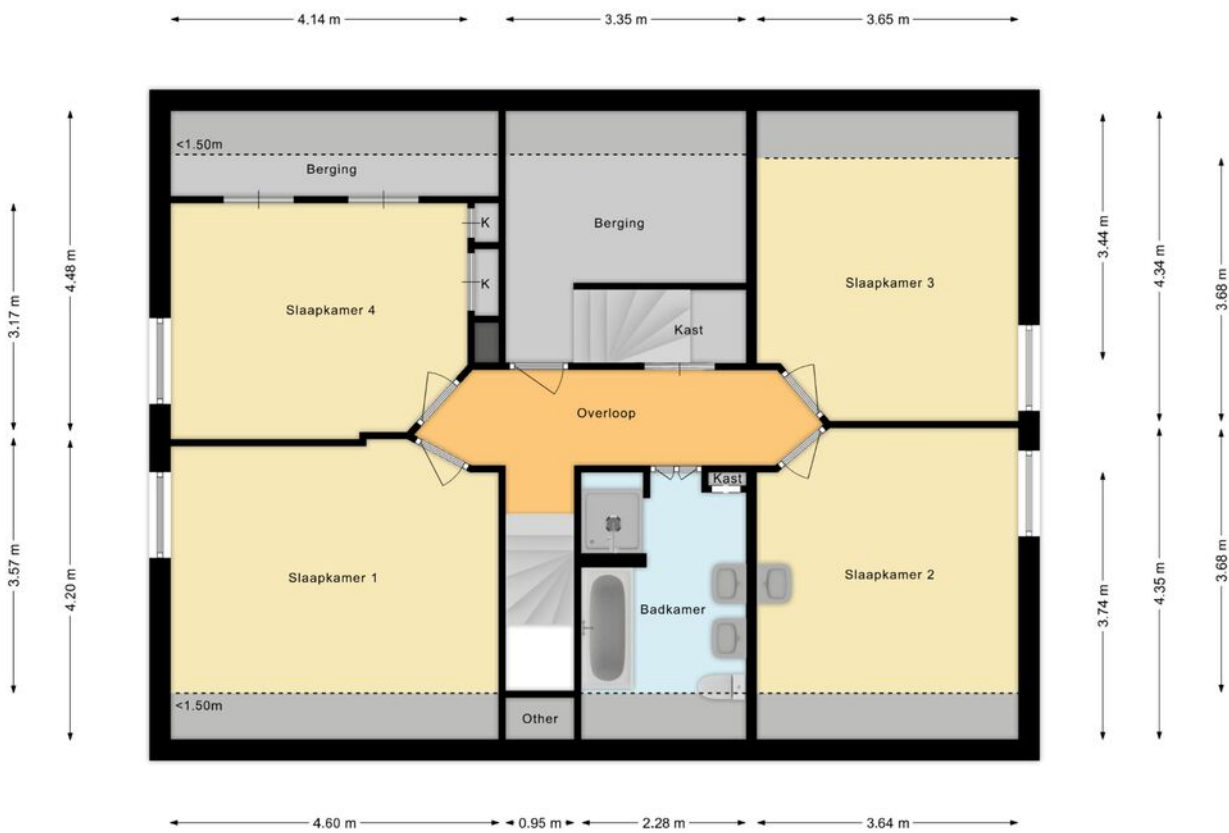 4.14 m
3.35 m
3.65 m
<1.50m
Berging
K
Berging
3.44 m
3.17 m
4.48 m
K
Slaapkamer 4
Slaapkamer 3
4.34 m
3.68 m
Kast
Overloop
Kast
3.57 m
4.20 m
Slaapkamer 1
Slaapkamer 2
3.74 m
4.35 m
3.68 m
Badkamer
<1.50m
Other
4.60 m
0.95 m
2.28 m
3.64 m